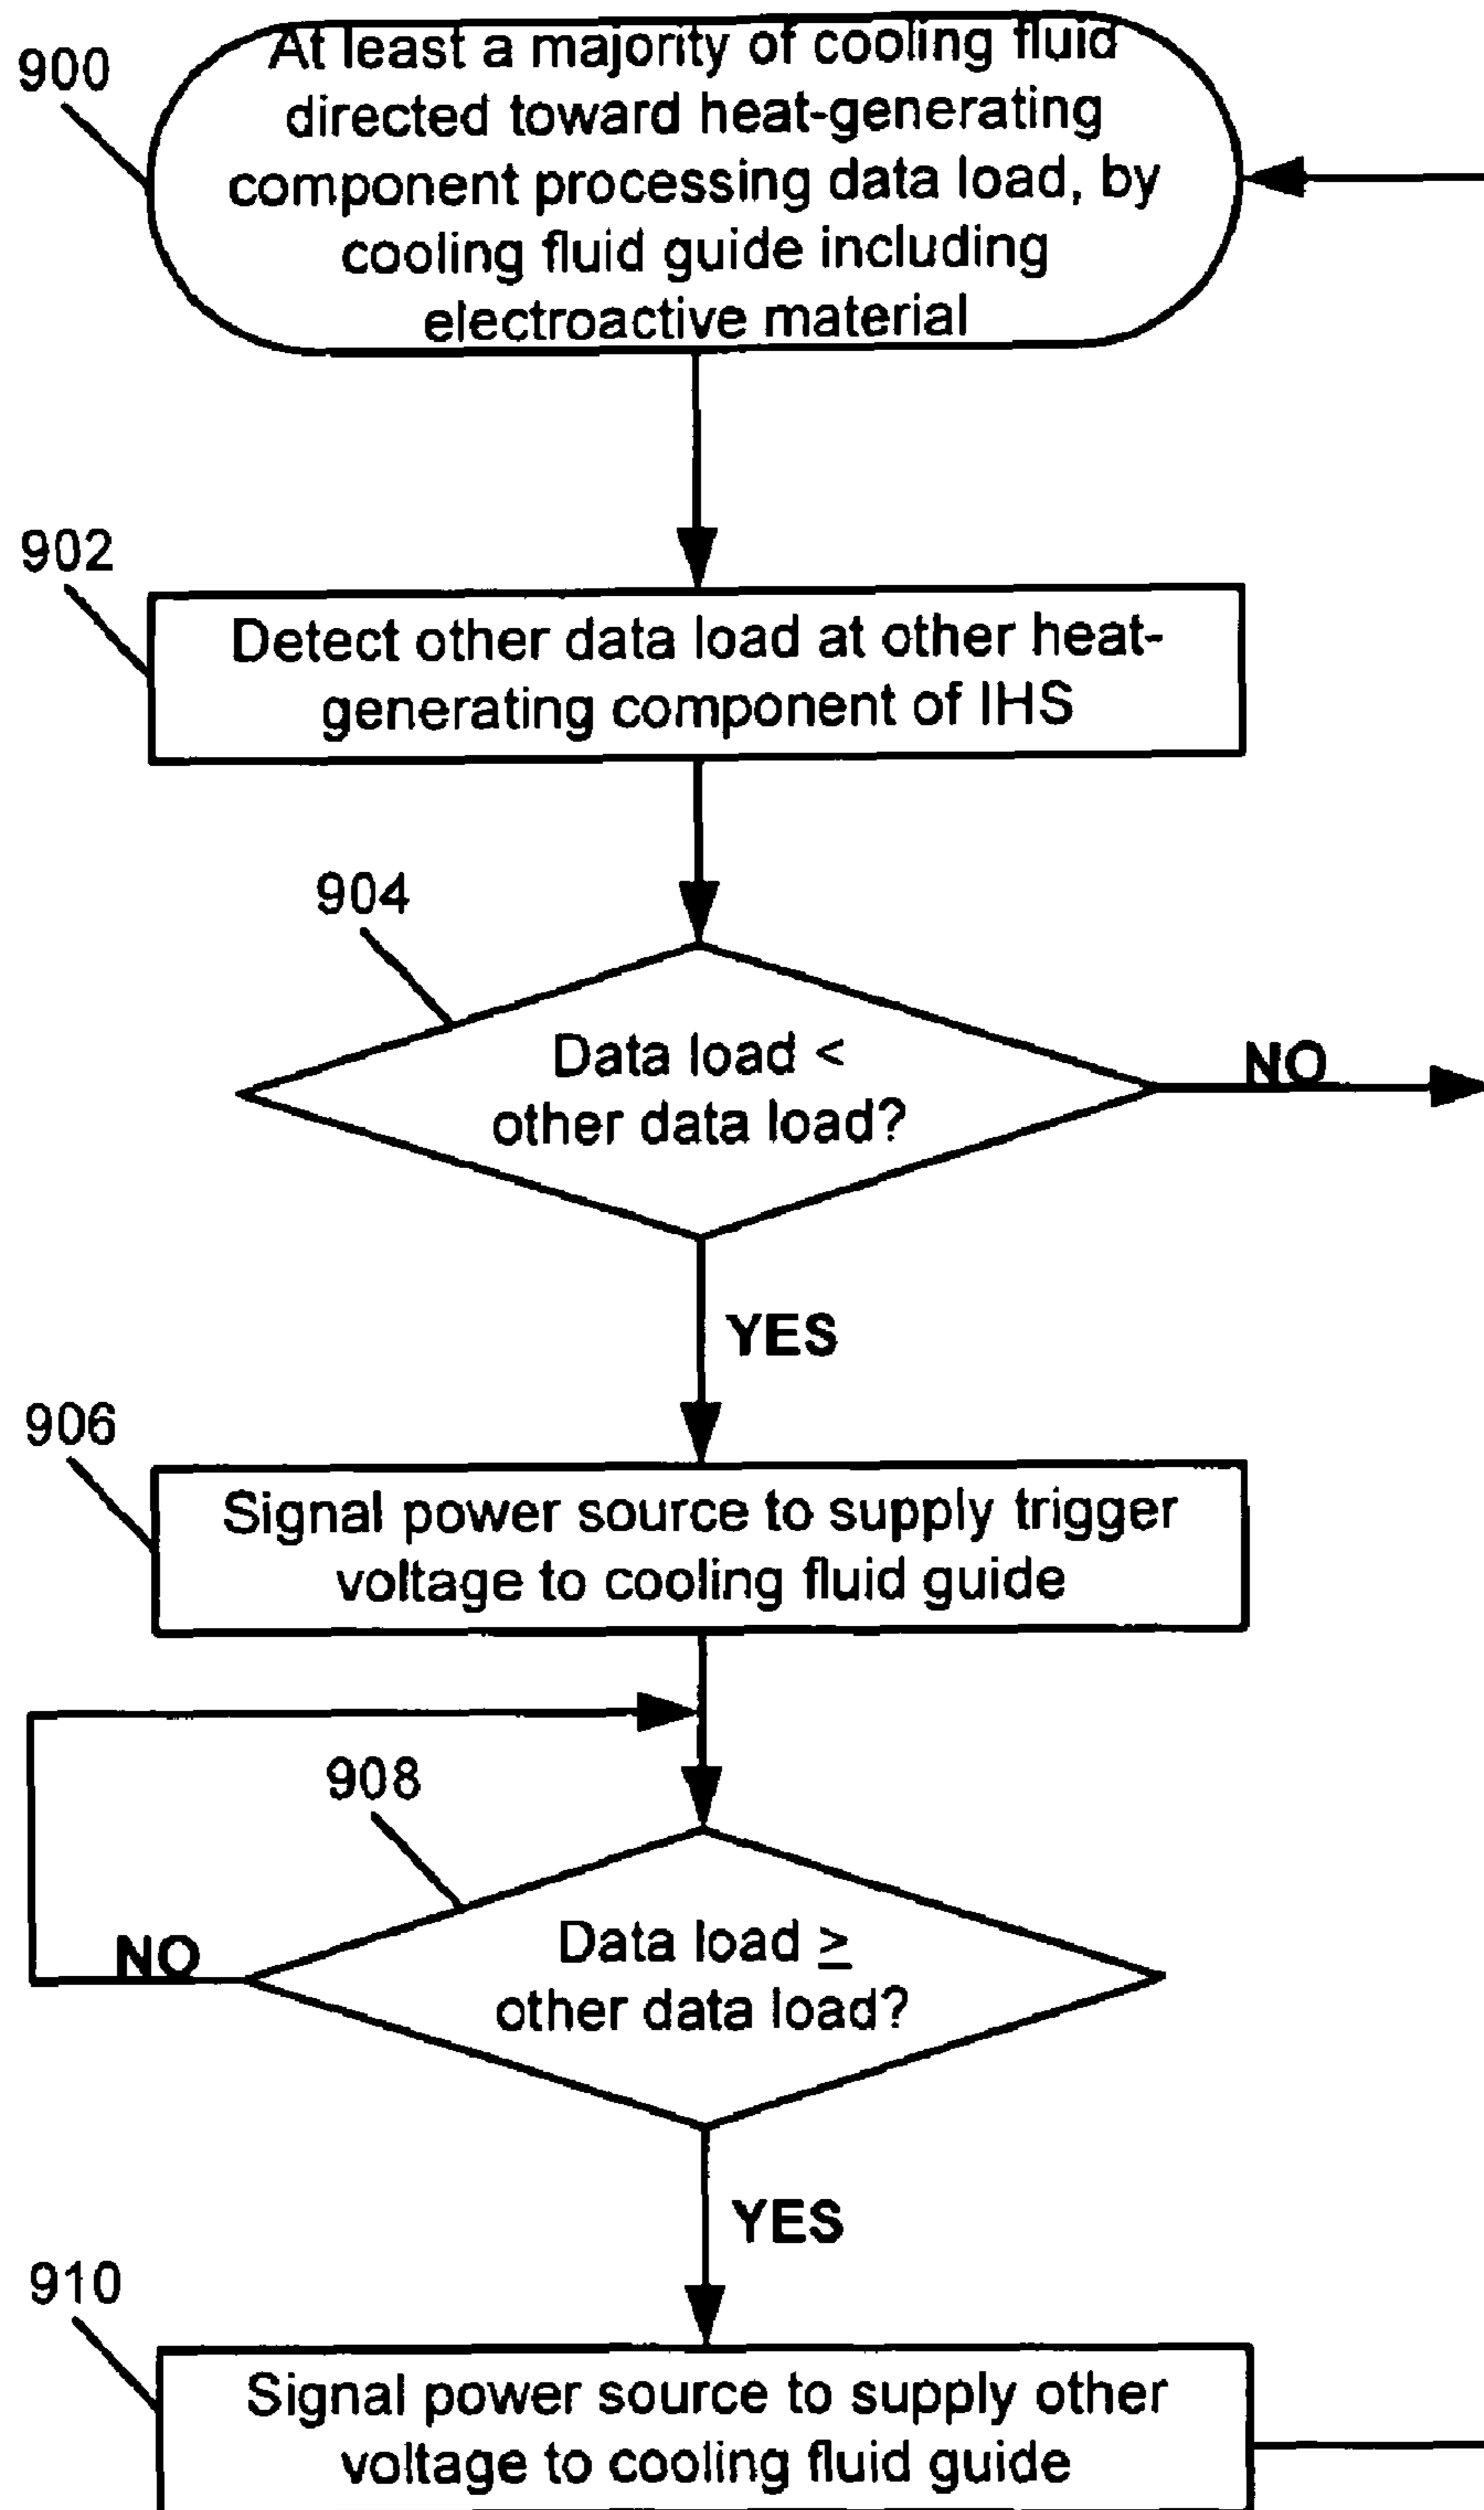 900
At least a majority of cooling fluid
directed toward heat-generating
component processing data load, by
cooling fluid guide including
electroactive material
902
Detect other data load at other heat-
generating component of IHS
904
Data load <
other data load?
NO
YES
906
Signal power source to supply trigger
voltage to cooling fluid guide
908
Data load ≥
other data load?
NO
YES
910
Signal power source to supply other
voltage to cooling fluid guide